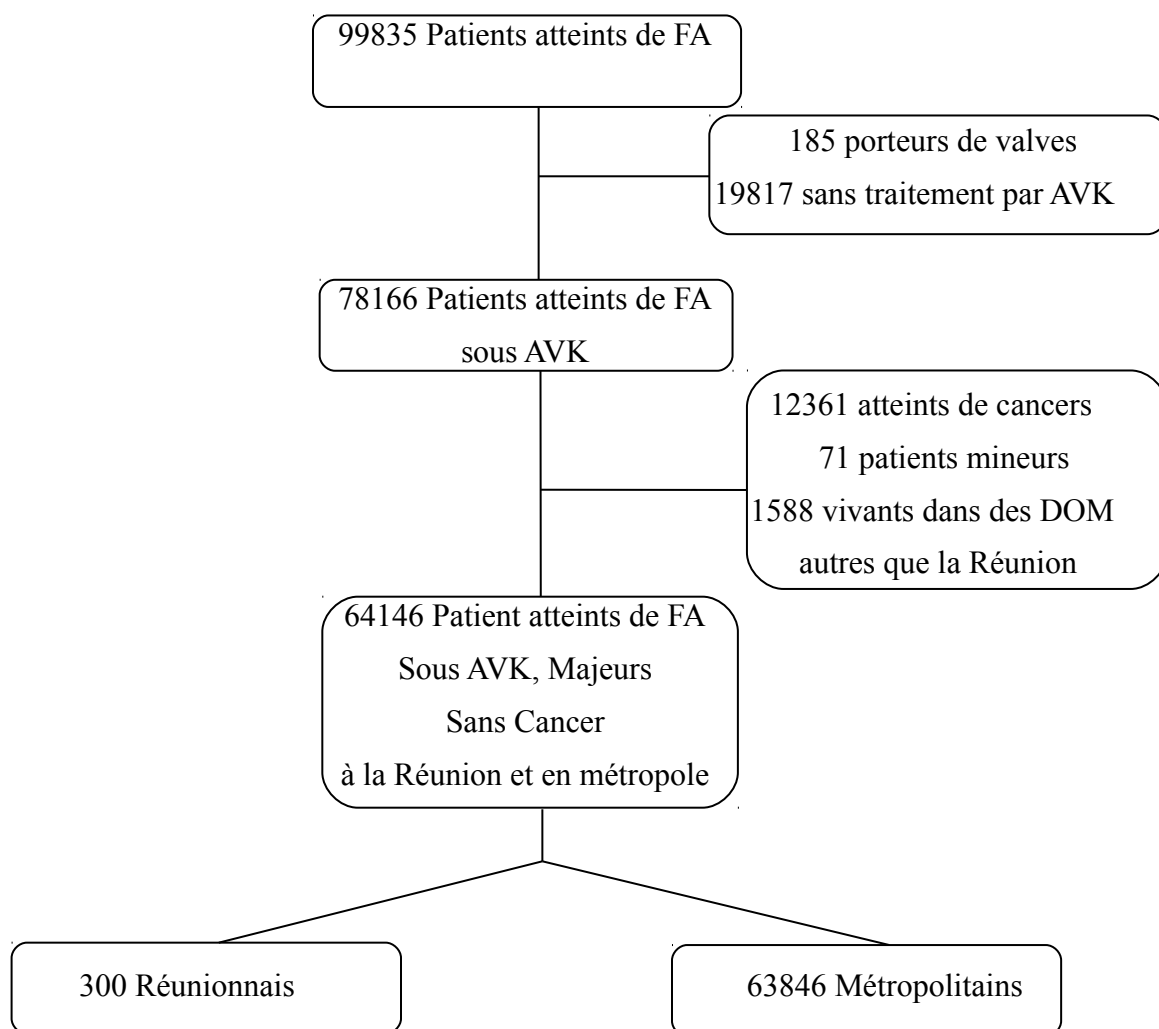 99835 Patients atteints de FA
185 porteurs de valves
19817 sans traitement par AVK
78166 Patients atteints de FA
sous AVK
12361 atteints de cancers
71 patients mineurs
1588 vivants dans des DOM
autres que la Réunion
64146 Patient atteints de FA
Sous AVK, Majeurs
Sans Cancer
à la Réunion et en métropole
300 Réunionnais
63846 Métropolitains